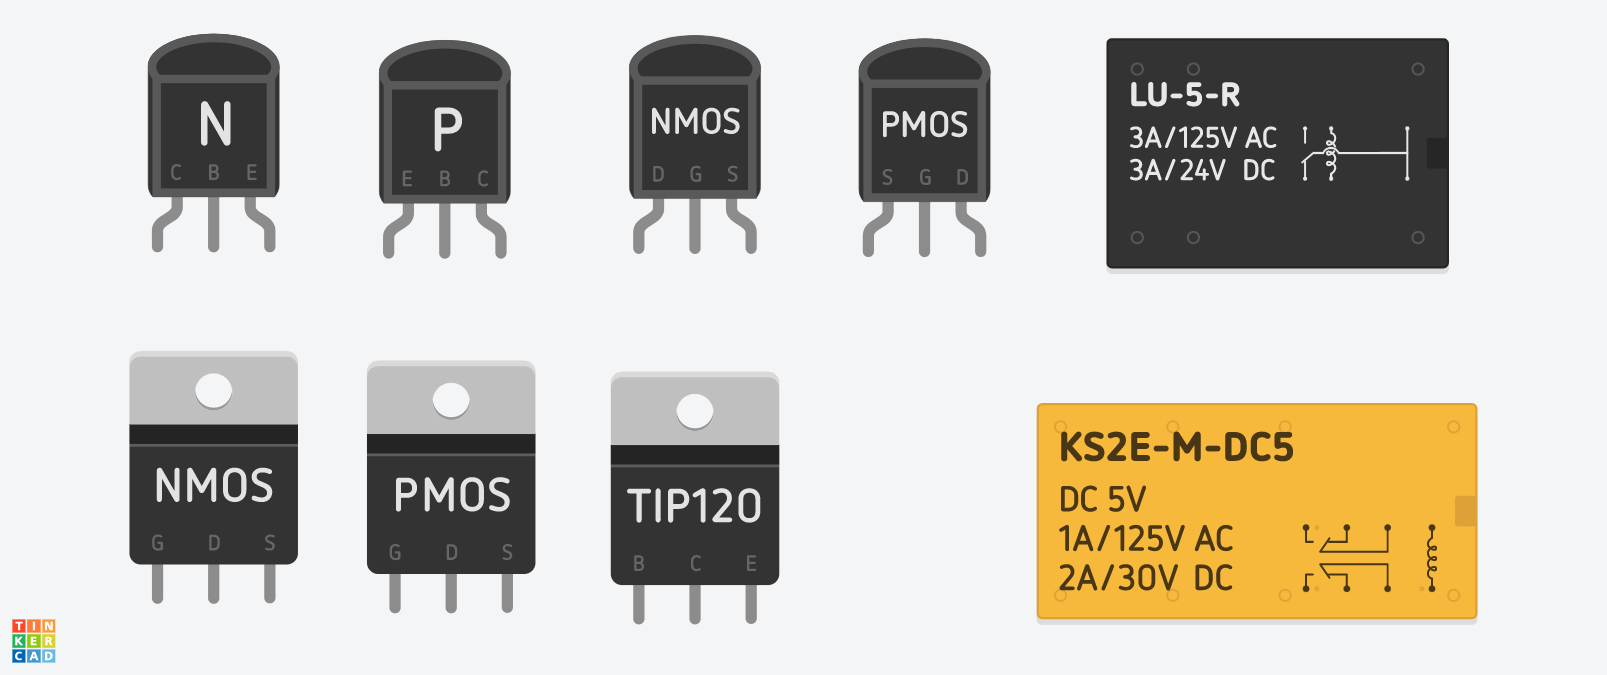 N
C B E
P
E B C
NMOS
D G S
PMOS
S G D
LU-5-R
3A/125V AC
3A/24V DC
NMOS
G D S
PMOS
G D S
TIP120
B C E
KS2E-M-DC5
DC 5V
1A/125V AC
2A/30V DC
TIN
KER
CAD